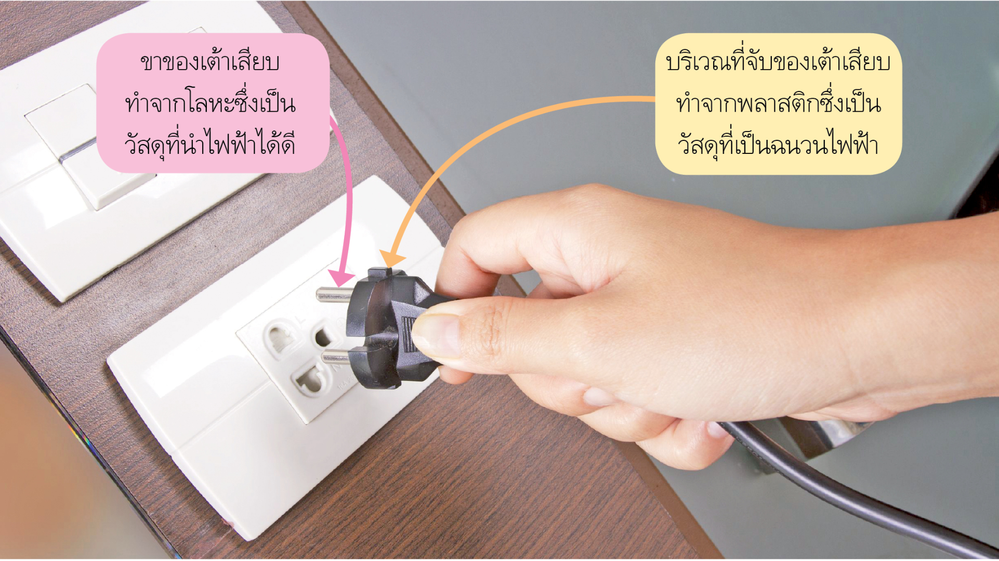 ขาของเต้าเสียบ
ทำจากโลหะซึ่งเป็น
วัสดุที่นำไฟฟ้าได้ดี
บริเวณที่จับของเต้าเสียบ
ทำจากพลาสติกซึ่งเป็น
วัสดุที่เป็นฉนวนไฟฟ้า
L
N